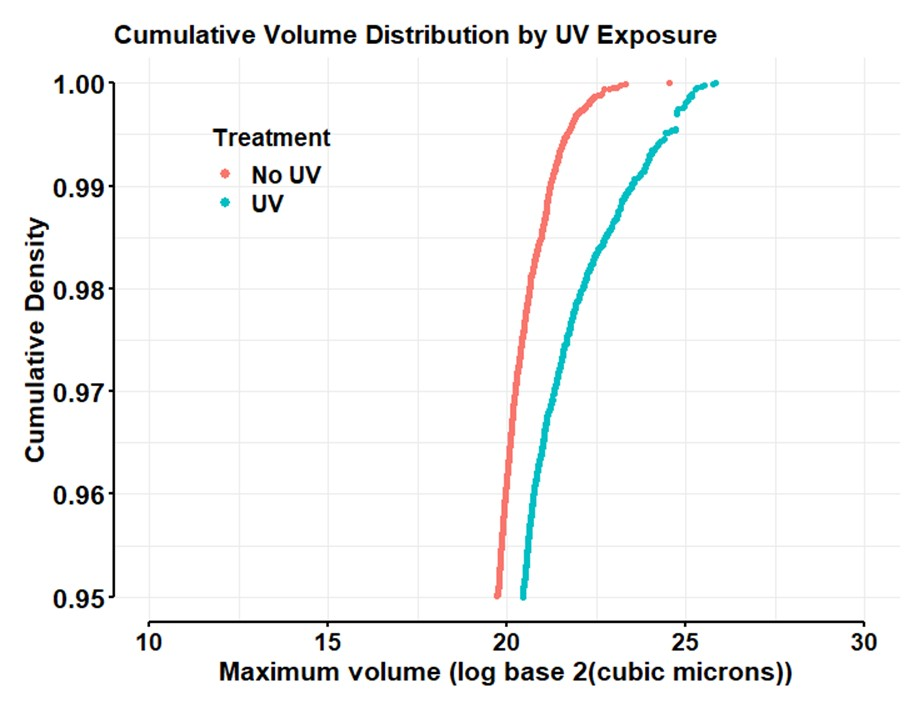 Cumulative Volume Distribution by UV Exposure
Cumulative Density
1.00
0.99
0.98
0.97
0.96
0.95
Treatment
No UV
UV
10 15 20 25 30
Maximum volume (log base 2(cubic microns))